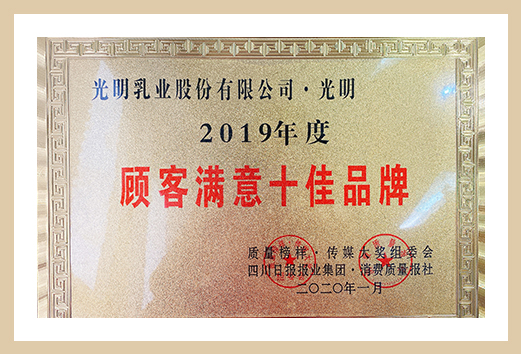 光明乳业股份有限公司·光明
2019年度
顾客满意十佳品牌
质量榜样·传媒大奖组委会
四川日报报业集团·消费质量报社
二〇二〇年一月